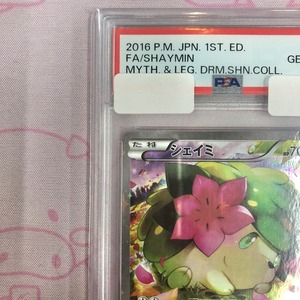 2016 P.M. JPN. 1ST. ED.
FA/SHAYMIN GE
MYTH. & LEG. DRM.SHN.COLL.
PSA
たね シェイミ 70